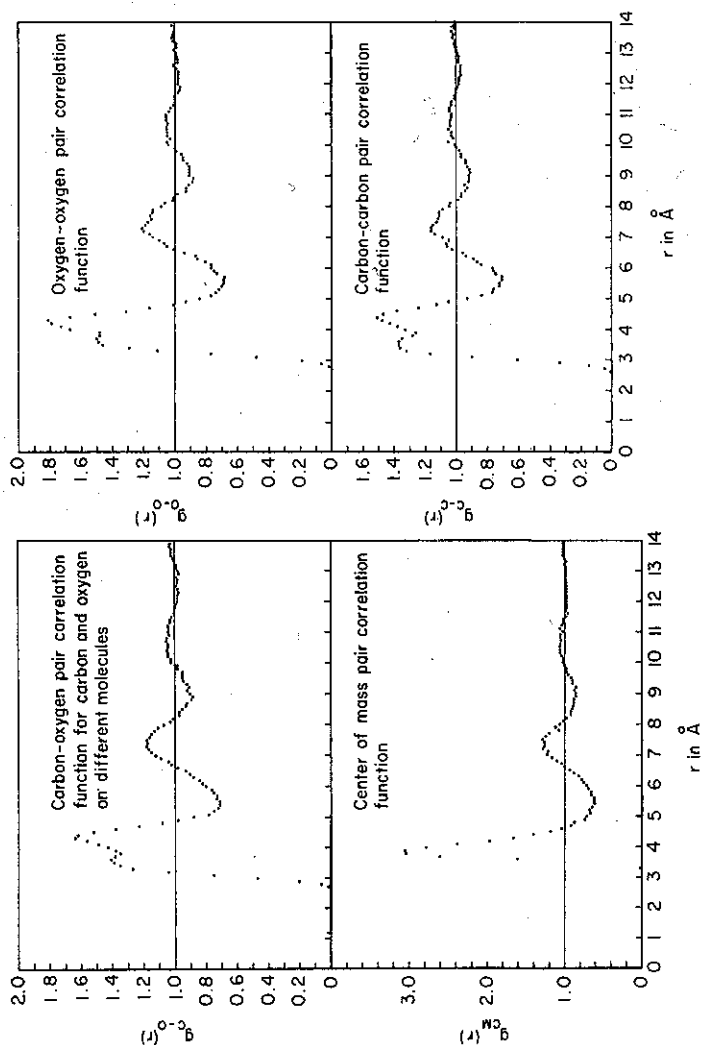 2.0
1.8
1.6
1.4
1.2
1.0
0.8
0.6
0.4
0.2
0
g_C-O(r)
Carbon-oxygen pair correlation
function for carbon and oxygen
on different molecules
2.0
1.8
1.6
1.4
1.2
1.0
0.8
0.6
0.4
0.2
0
g_O-O(r)
Oxygen-oxygen pair correlation
function
3.0
2.0
1.0
0
g_CM(r)
Center of mass pair correlation
function
0 1 2 3 4 5 6 7 8 9 10 11 12 13 14
r in Å
1.6
1.4
1.2
1.0
0.8
0.6
0.4
0.2
0
g_C-C(r)
Carbon-carbon pair correlation
function
0 1 2 3 4 5 6 7 8 9 10 11 12 13 14
r in Å